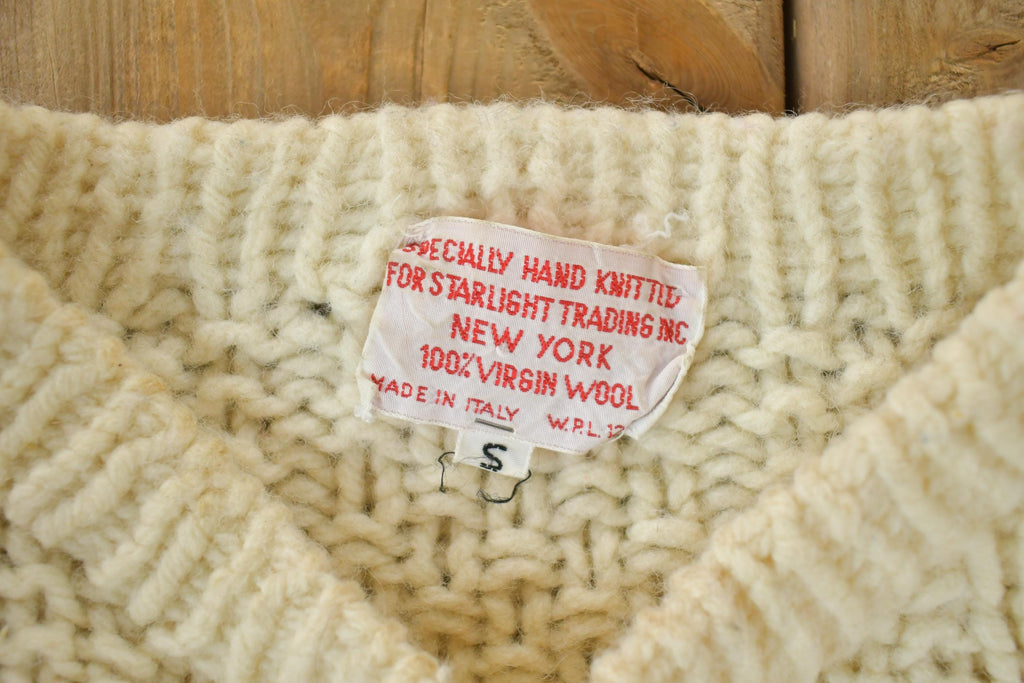 SPECIALLY HAND KNITTED
FOR STARLIGHT TRADING INC
NEW YORK
100% VIRGIN WOOL
MADE IN ITALY W.P.L.
S